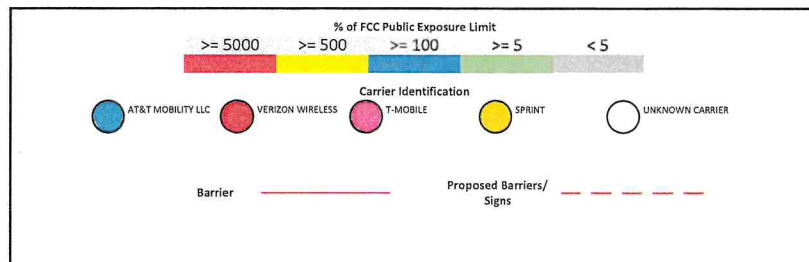 % of FCC Public Exposure Limit
>= 5000 >= 500 >= 100 >= 5 < 5
Carrier Identification
AT&T MOBILITY LLC VERIZON WIRELESS T-MOBILE SPRINT UNKNOWN CARRIER
Barrier Proposed Barriers/
Signs